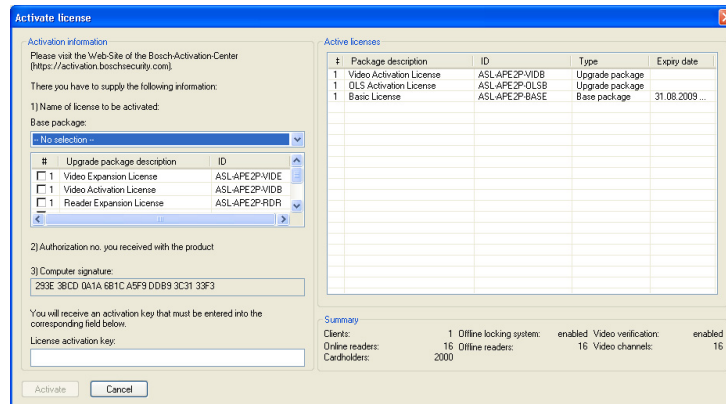 Activate license
Activation information
Please visit the Web-Site of the Bosch-Activation-Center
(https://activation.boschsecurity.com).
There you have to supply the following information:
1) Name of license to be activated:
Base package:
-- No selection --
# Upgrade package description ID
1 Video Expansion License ASL-APE2P-VIDE
1 Video Activation License ASL-APE2P-VIDB
1 Reader Expansion License ASL-APE2P-RDR
2) Authorization no. you received with the product
3) Computer signature:
293E 3BCD 0A1A 6B1C A5F9 DDB9 3C31 33F3
You will receive an activation key that must be entered into the
corresponding field below.
License activation key:
Activate Cancel
Active licenses
‡ Package description ID Type Expiry date
1 Video Activation License ASL-APE2P-VIDB Upgrade package
1 OLS Activation License ASL-APE2P-OLSB Upgrade package
1 Basic License ASL-APE2P-BASE Base package 31.08.2009 ...
Summary
Clients: 1 Offline locking system: enabled Video verification: enabled
Online readers: 16 Offline readers: 16 Video channels: 16
Cardholders: 2000